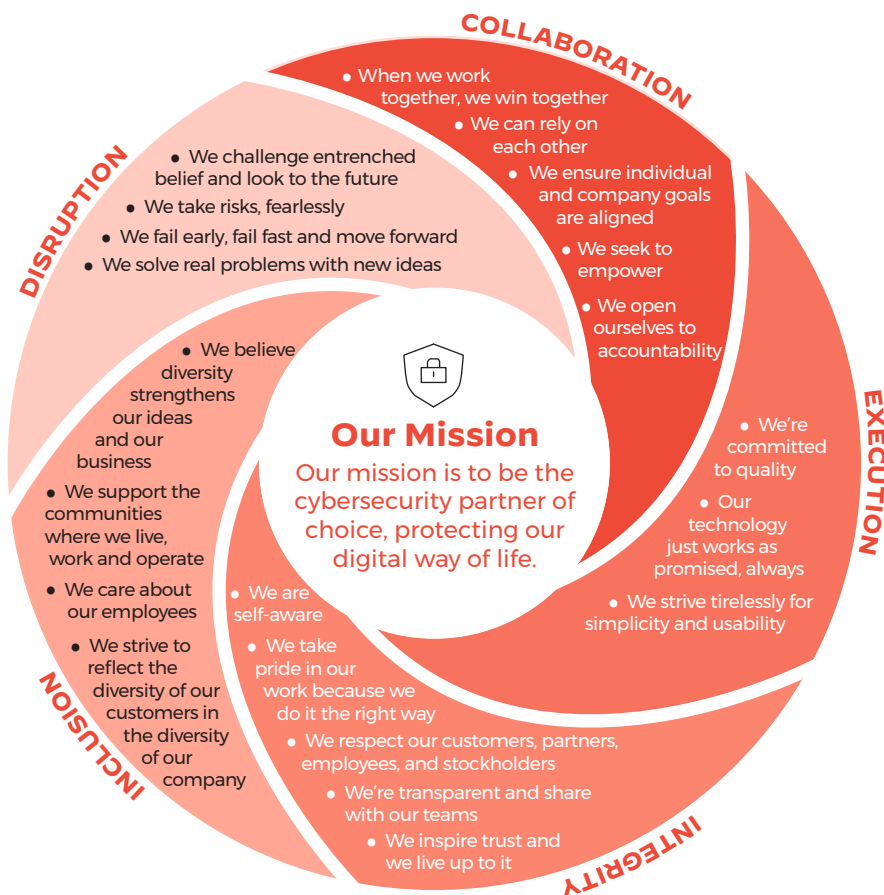 COLLABORATION
• When we work
together, we win together
• We can rely on
each other
• We ensure individual
and company goals
are aligned
• We seek to
empower
• We open
ourselves to
accountability
EXECUTION
• We're
committed
to quality
• Our
technology
just works as
promised, always
• We strive tirelessly for
simplicity and usability
INTEGRITY
• We are
self-aware
• We take
pride in our
work because we
do it the right way
• We respect our customers, partners,
employees, and stockholders
• We're transparent and share
with our teams
• We inspire trust and
we live up to it
INCLUSION
• We believe
diversity
strengthens
our ideas
and our
business
• We support the
communities
where we live,
work and operate
• We care about
our employees
• We strive to
reflect the
diversity of our
customers in
the diversity
of our
company
DISRUPTION
• We challenge entrenched
belief and look to the future
• We take risks, fearlessly
• We fail early, fail fast and move forward
• We solve real problems with new ideas
Our Mission
Our mission is to be the
cybersecurity partner of
choice, protecting our
digital way of life.